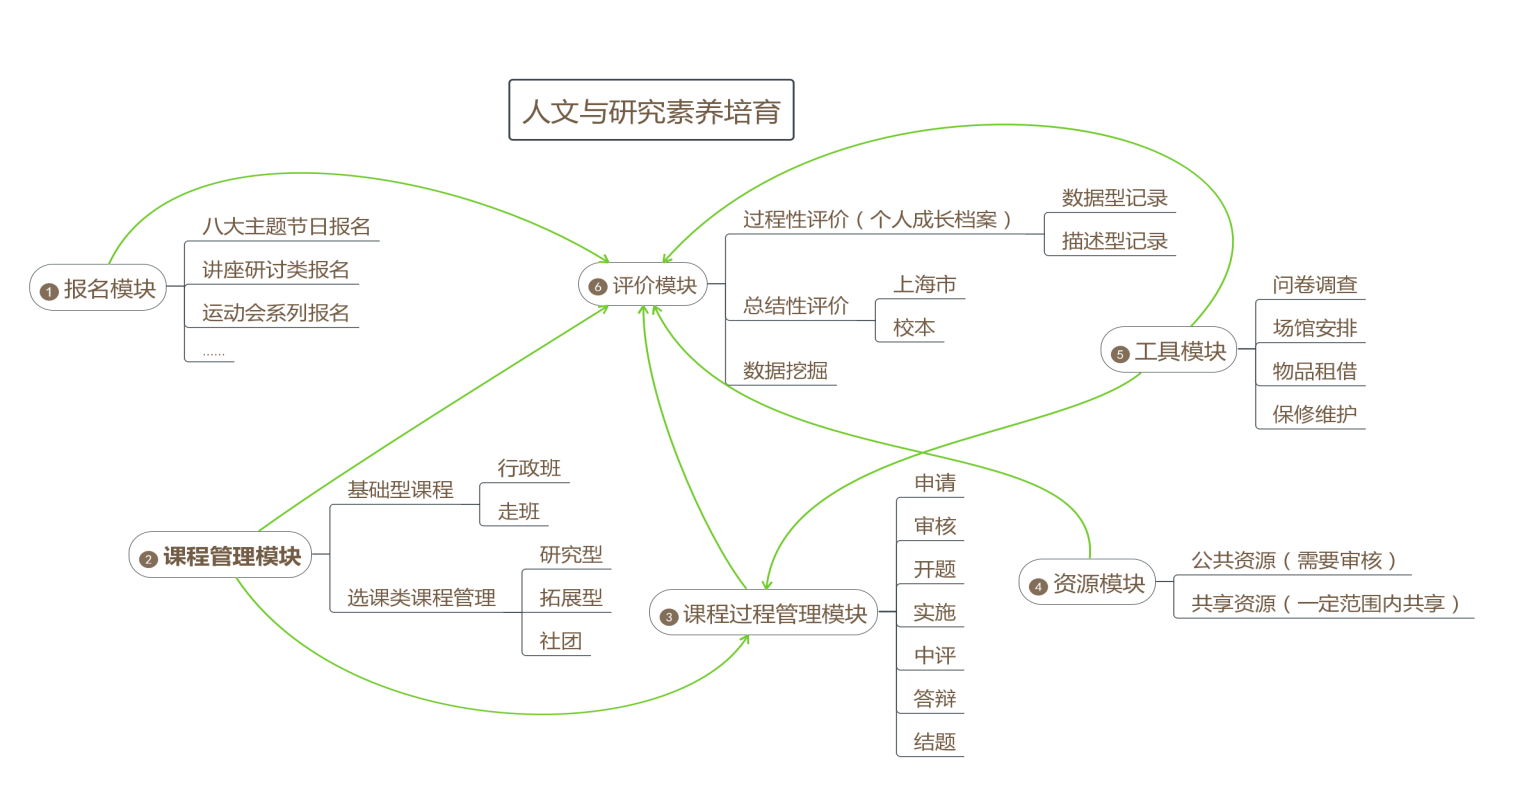 人文与研究素养培育
1 报名模块
八大主题节日报名
讲座研讨类报名
运动会系列报名
......
6 评价模块
过程性评价（个人成长档案）
数据型记录
描述型记录
总结性评价
上海市
校本
数据挖掘
5 工具模块
问卷调查
场馆安排
物品租借
保修维护
2 课程管理模块
基础型课程
行政班
走班
选课类课程管理
研究型
拓展型
社团
3 课程过程管理模块
申请
审核
开题
实施
中评
答辩
结题
4 资源模块
公共资源（需要审核）
共享资源（一定范围内共享）